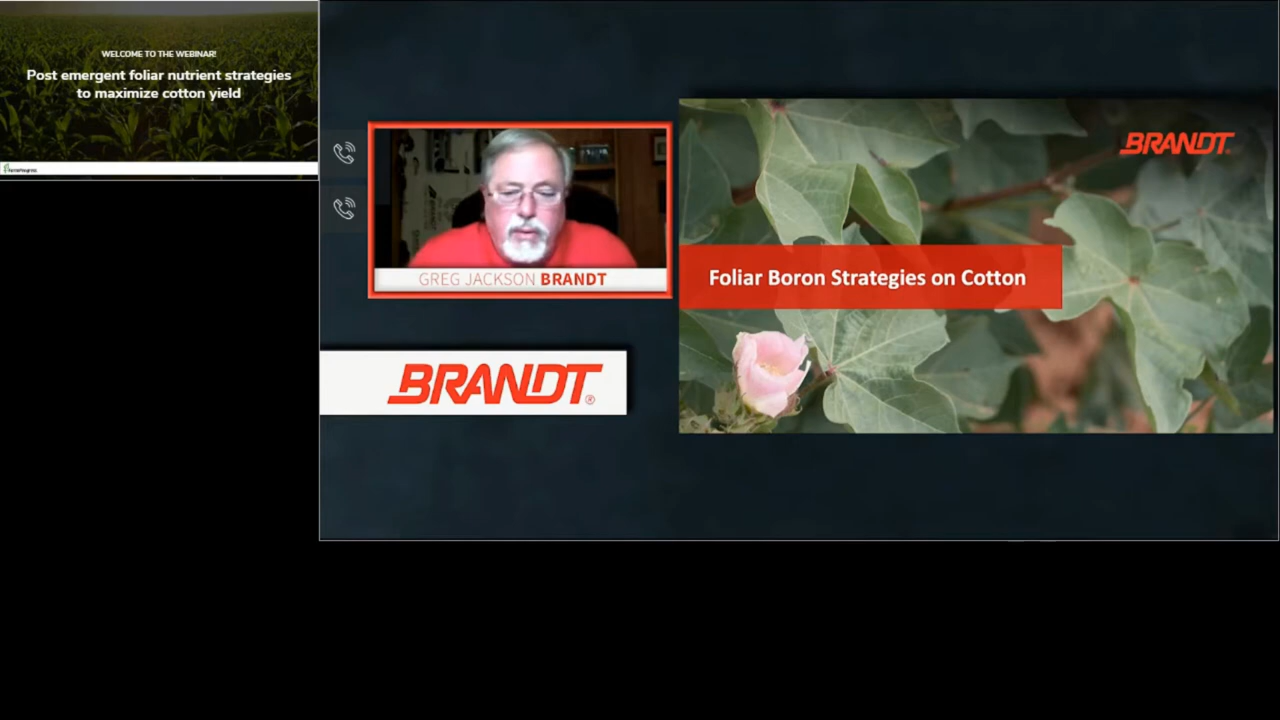 WELCOME TO THE WEBINAR!
Post emergent foliar nutrient strategies
to maximize cotton yield
FarmProgress
GREG JACKSON BRANDT
BRANDT®
BRANDT®
Foliar Boron Strategies on Cotton